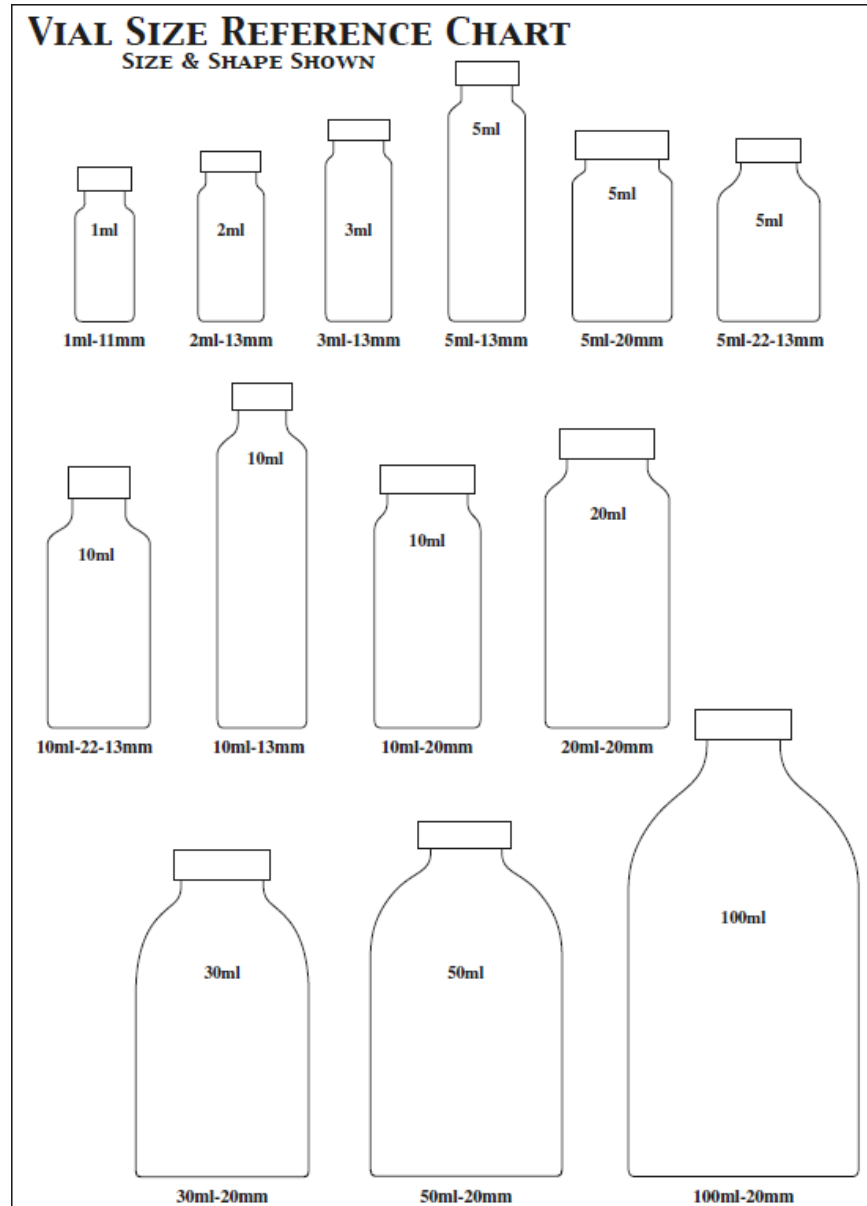 VIAL SIZE REFERENCE CHART
SIZE & SHAPE SHOWN
1ml
2ml
3ml
5ml
5ml
5ml
1ml-11mm
2ml-13mm
3ml-13mm
5ml-13mm
5ml-20mm
5ml-22-13mm
10ml
10ml
10ml
20ml
10ml-22-13mm
10ml-13mm
10ml-20mm
20ml-20mm
30ml
50ml
100ml
30ml-20mm
50ml-20mm
100ml-20mm